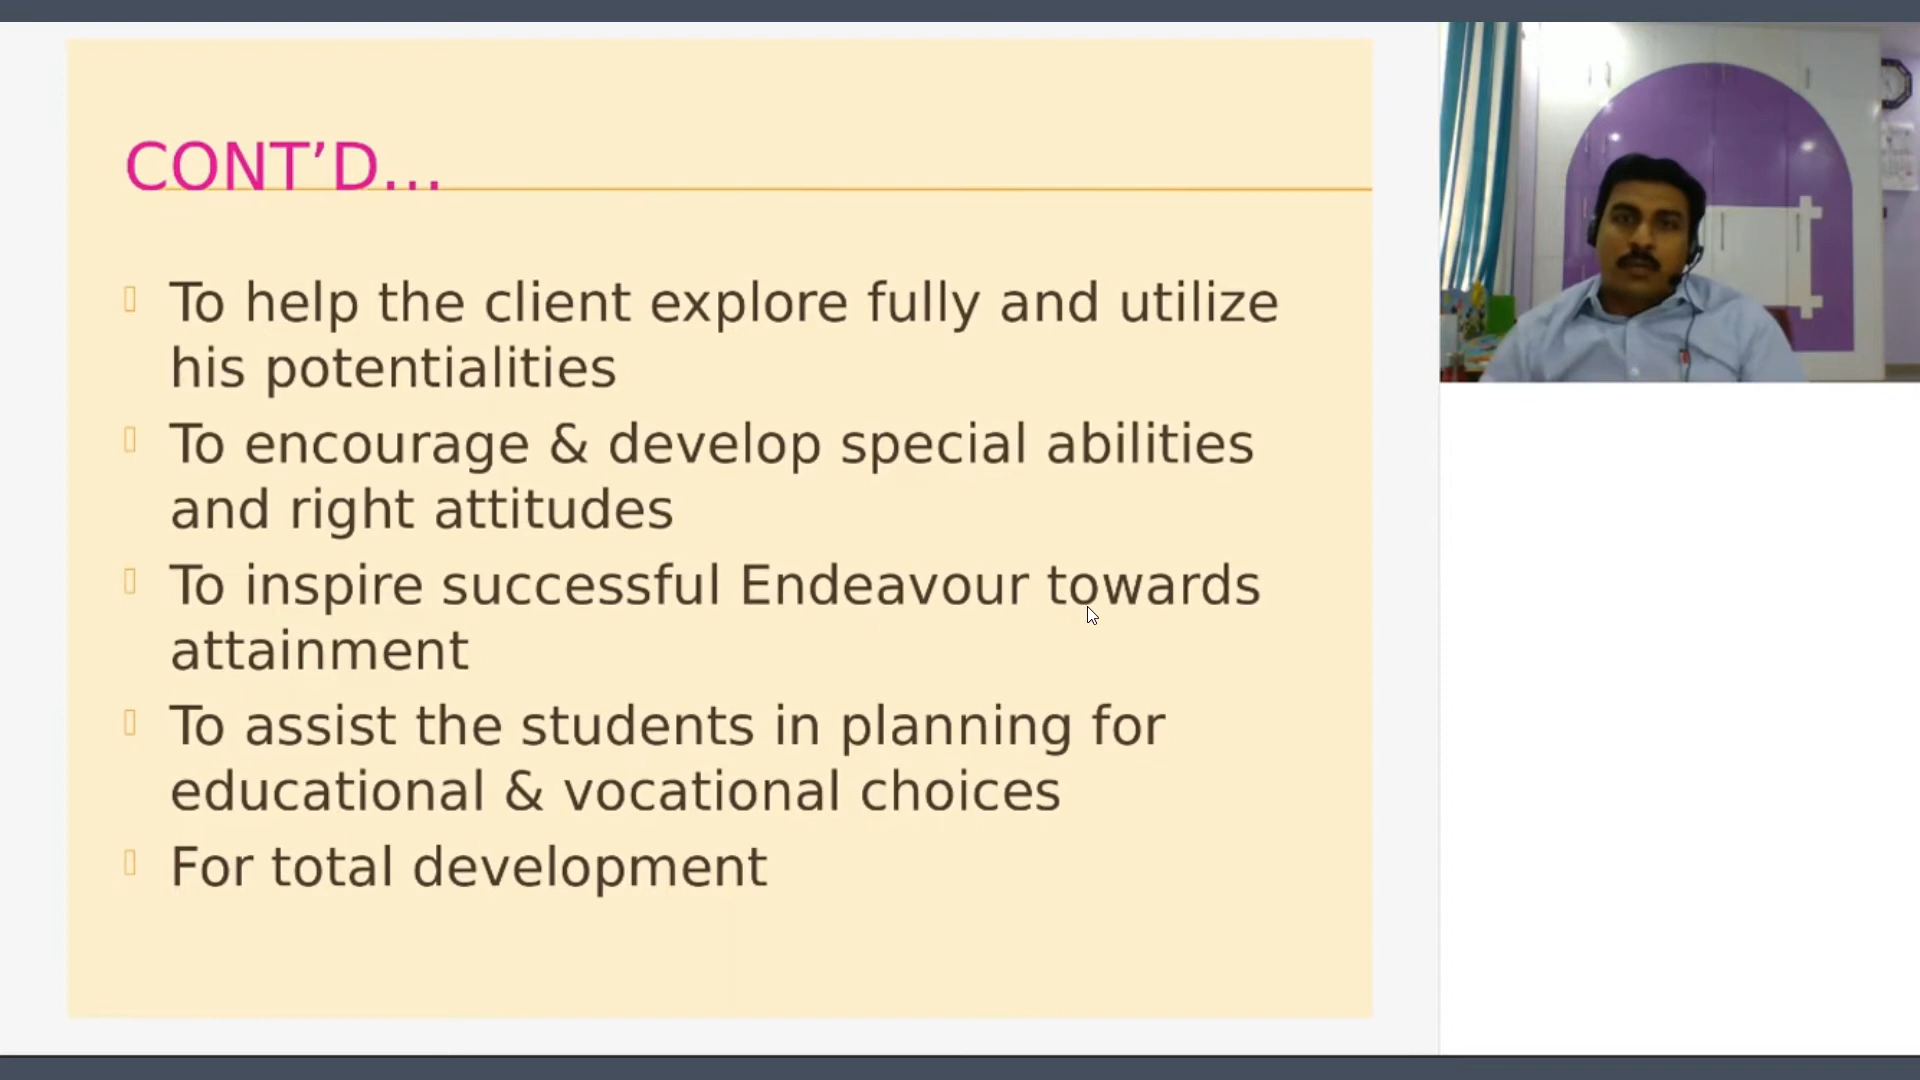 CONT’D...
To help the client explore fully and utilize
his potentialities
To encourage & develop special abilities
and right attitudes
To inspire successful Endeavour towards
attainment
To assist the students in planning for
educational & vocational choices
For total development